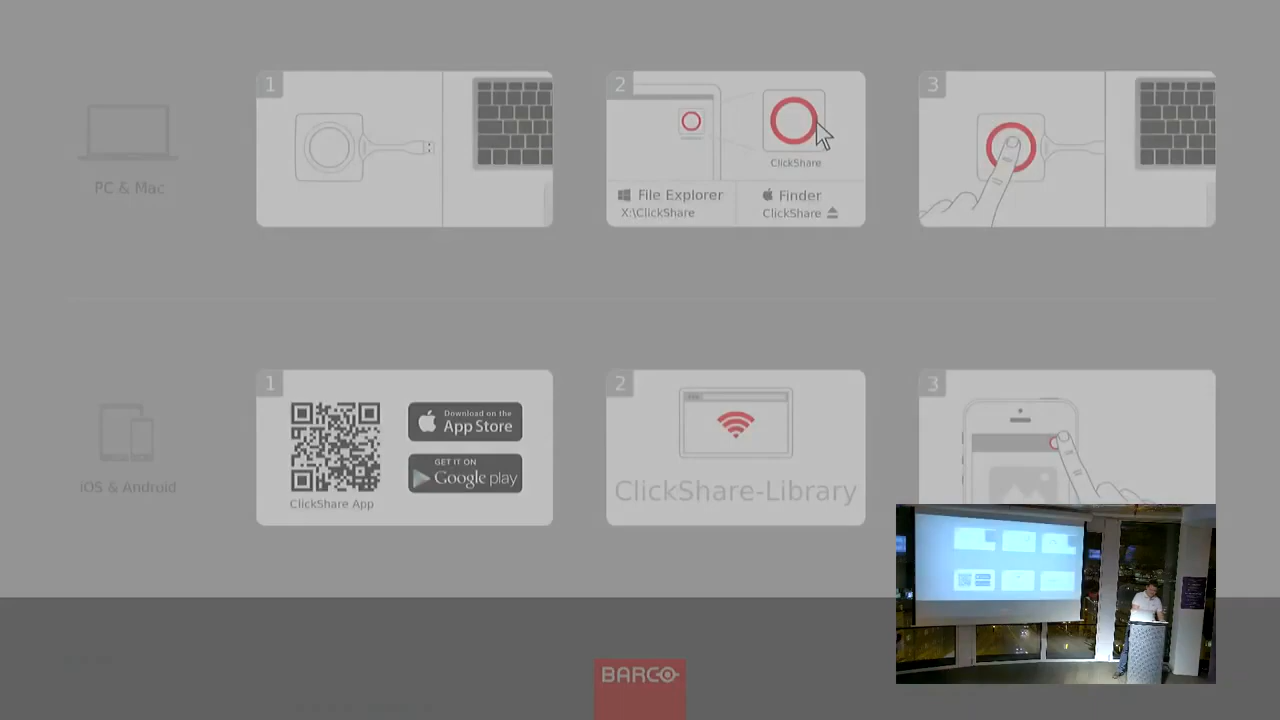 1
2
3
PC & Mac
ClickShare
File Explorer
X:\ClickShare
Finder
ClickShare
1
2
3
iOS & Android
Download on the
App Store
GET IT ON
Google play
ClickShare App
ClickShare-Library
BARCO